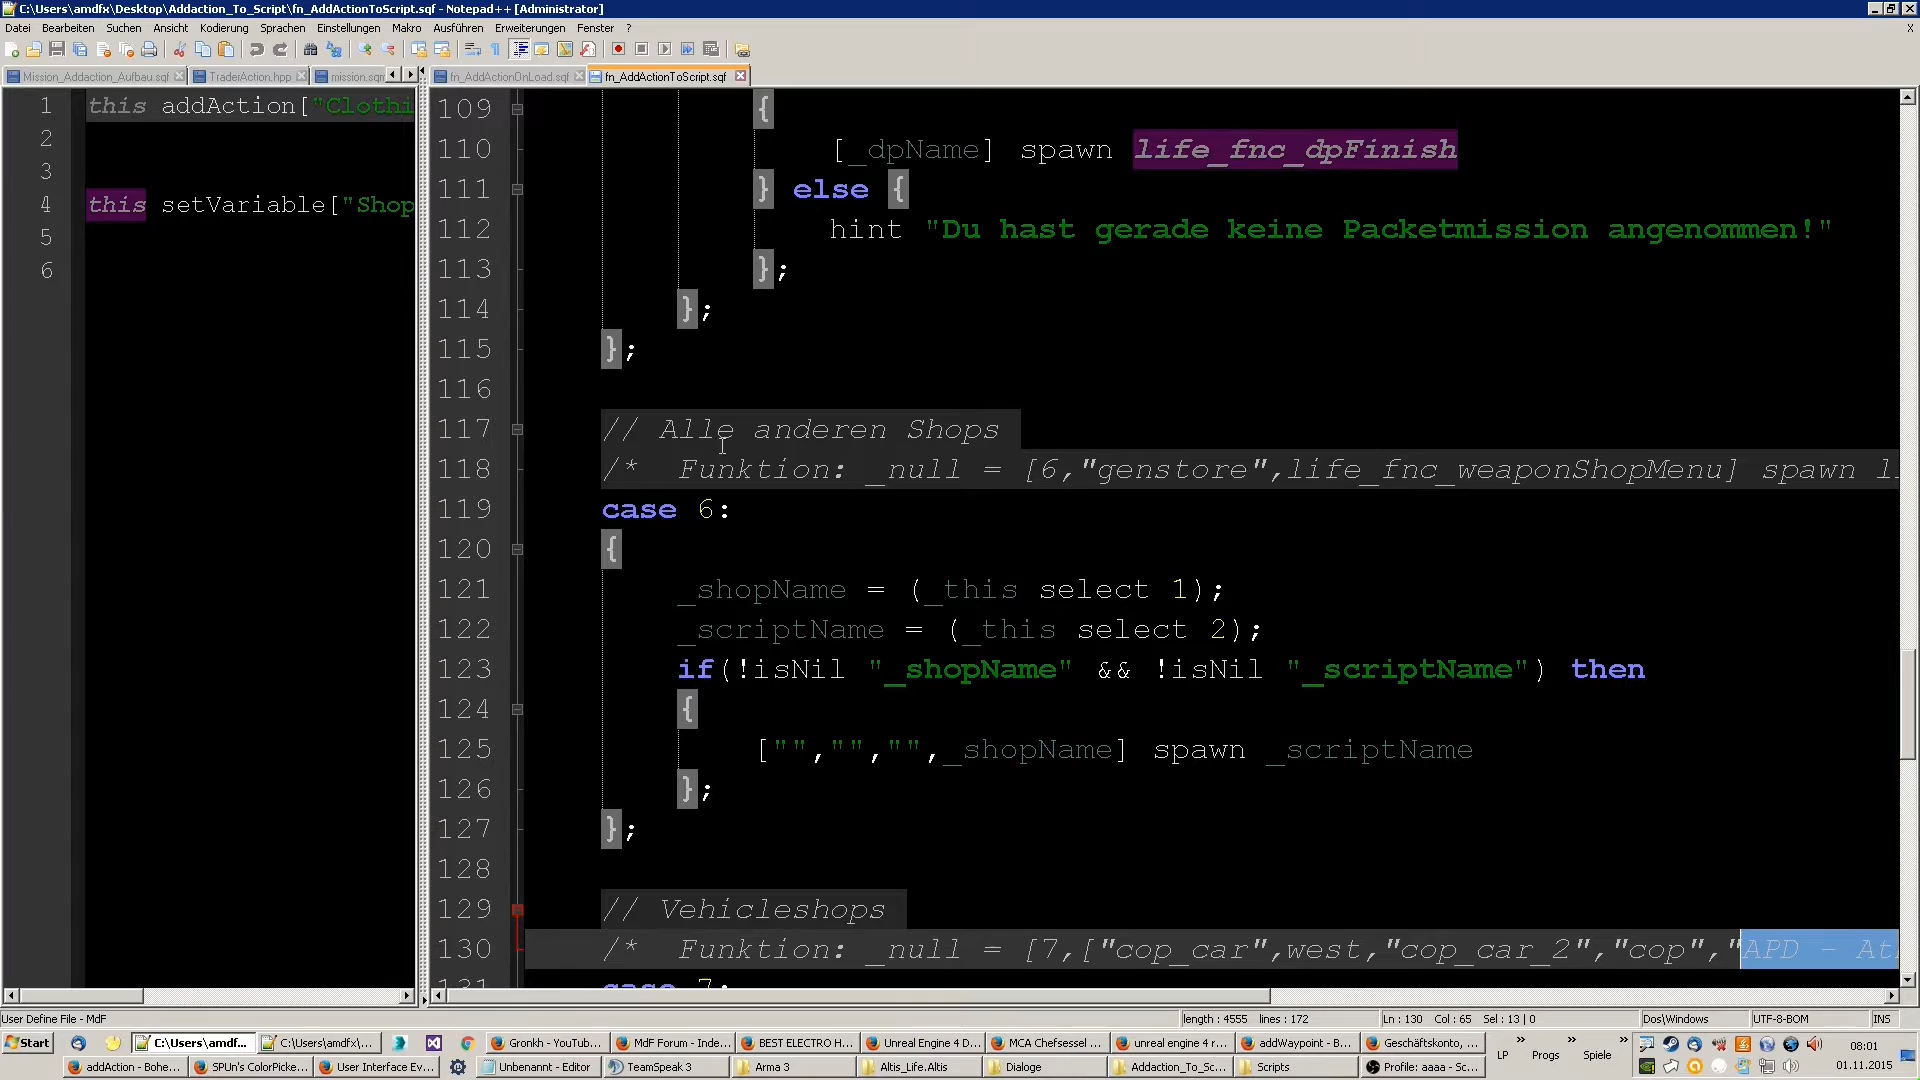 C:\Users\amdfx\Desktop\Addaction_To_Script\fn_AddActionToScript.sqf - Notepad++ [Administrator]
Datei Bearbeiten Suchen Ansicht Kodierung Sprachen Einstellungen Makro Ausführen Erweiterungen Fenster ?
Mission_Addaction_Aufbau.sqf TraderAction.hpp mission.sqm fn_AddActionOnLoad.sqf fn_AddActionToScript.sqf
1 this addAction["Clothi
2
3
4 this setVariable["Shop
5
6
109 {
110 [_dpName] spawn life_fnc_dpFinish
111 } else {
112 hint "Du hast gerade keine Packetmission angenommen!"
113 };
114 };
115 };
116
117 // Alle anderen Shops
118 /* Funktion: _null = [6,"genstore",life_fnc_weaponShopMenu] spawn l
119 case 6:
120 {
121 _shopName = (_this select 1);
122 _scriptName = (_this select 2);
123 if(!isNil "_shopName" && !isNil "_scriptName") then
124 {
125 ["","","",_shopName] spawn _scriptName
126 };
127 };
128
129 // Vehicleshops
130 /* Funktion: _null = [7,["cop_car",west,"cop_car_2","cop","APD - At
131 case 7:
User Define File - MdF length : 4555 lines : 172 Ln : 130 Col : 65 Sel : 13 | 0 Dos\Windows UTF-8-BOM INS
Start C:\Users\amdf... C:\Users\amdfx\... Gronkh - YouTub... MdF Forum - Inde... BEST ELECTRO H... Unreal Engine 4 D... MCA Chefsessel ... unreal engine 4 r... addWaypoint - B... Geschäftskonto, ... LP Progs Spiele 08:01
addAction - Bohe... SPUn's ColorPicke... User Interface Ev... Unbenannt - Editor TeamSpeak 3 Arma 3 Altis_Life.Altis Dialoge Addaction_To_Sc... Scripts Profile: aaaa - Sc... 01.11.2015